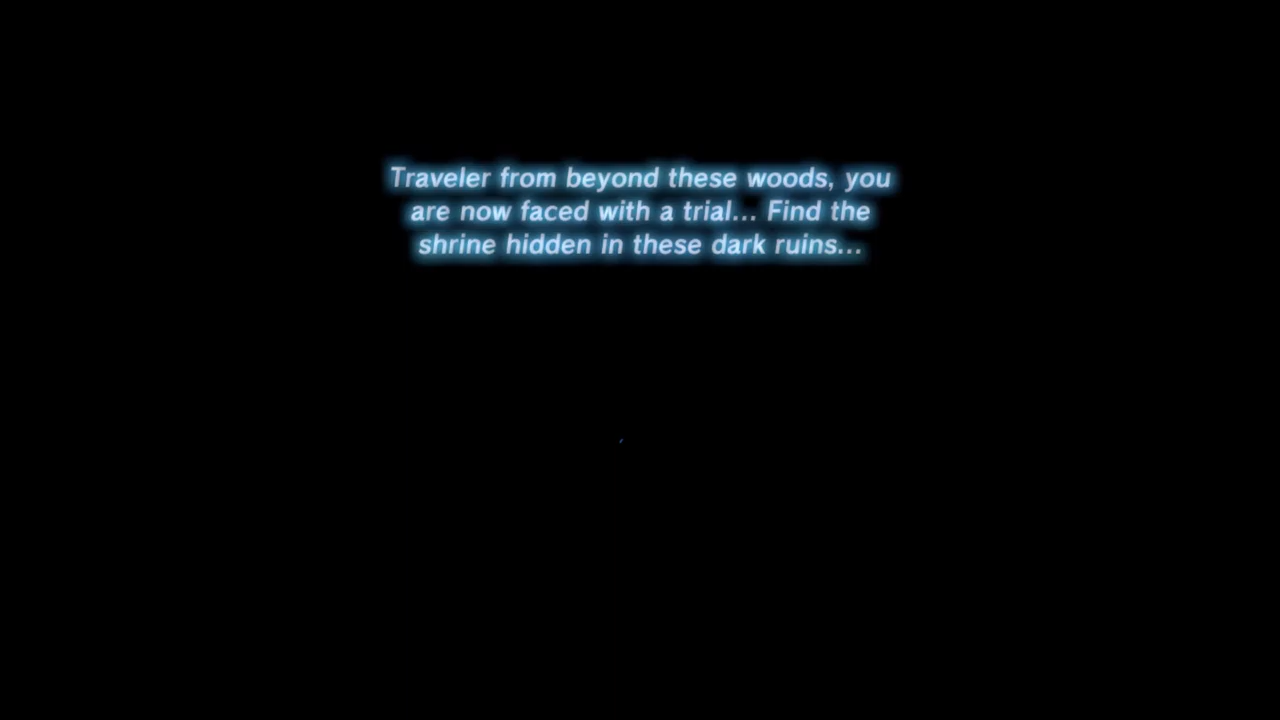 Traveler from beyond these woods, you
are now faced with a trial... Find the
shrine hidden in these dark ruins...